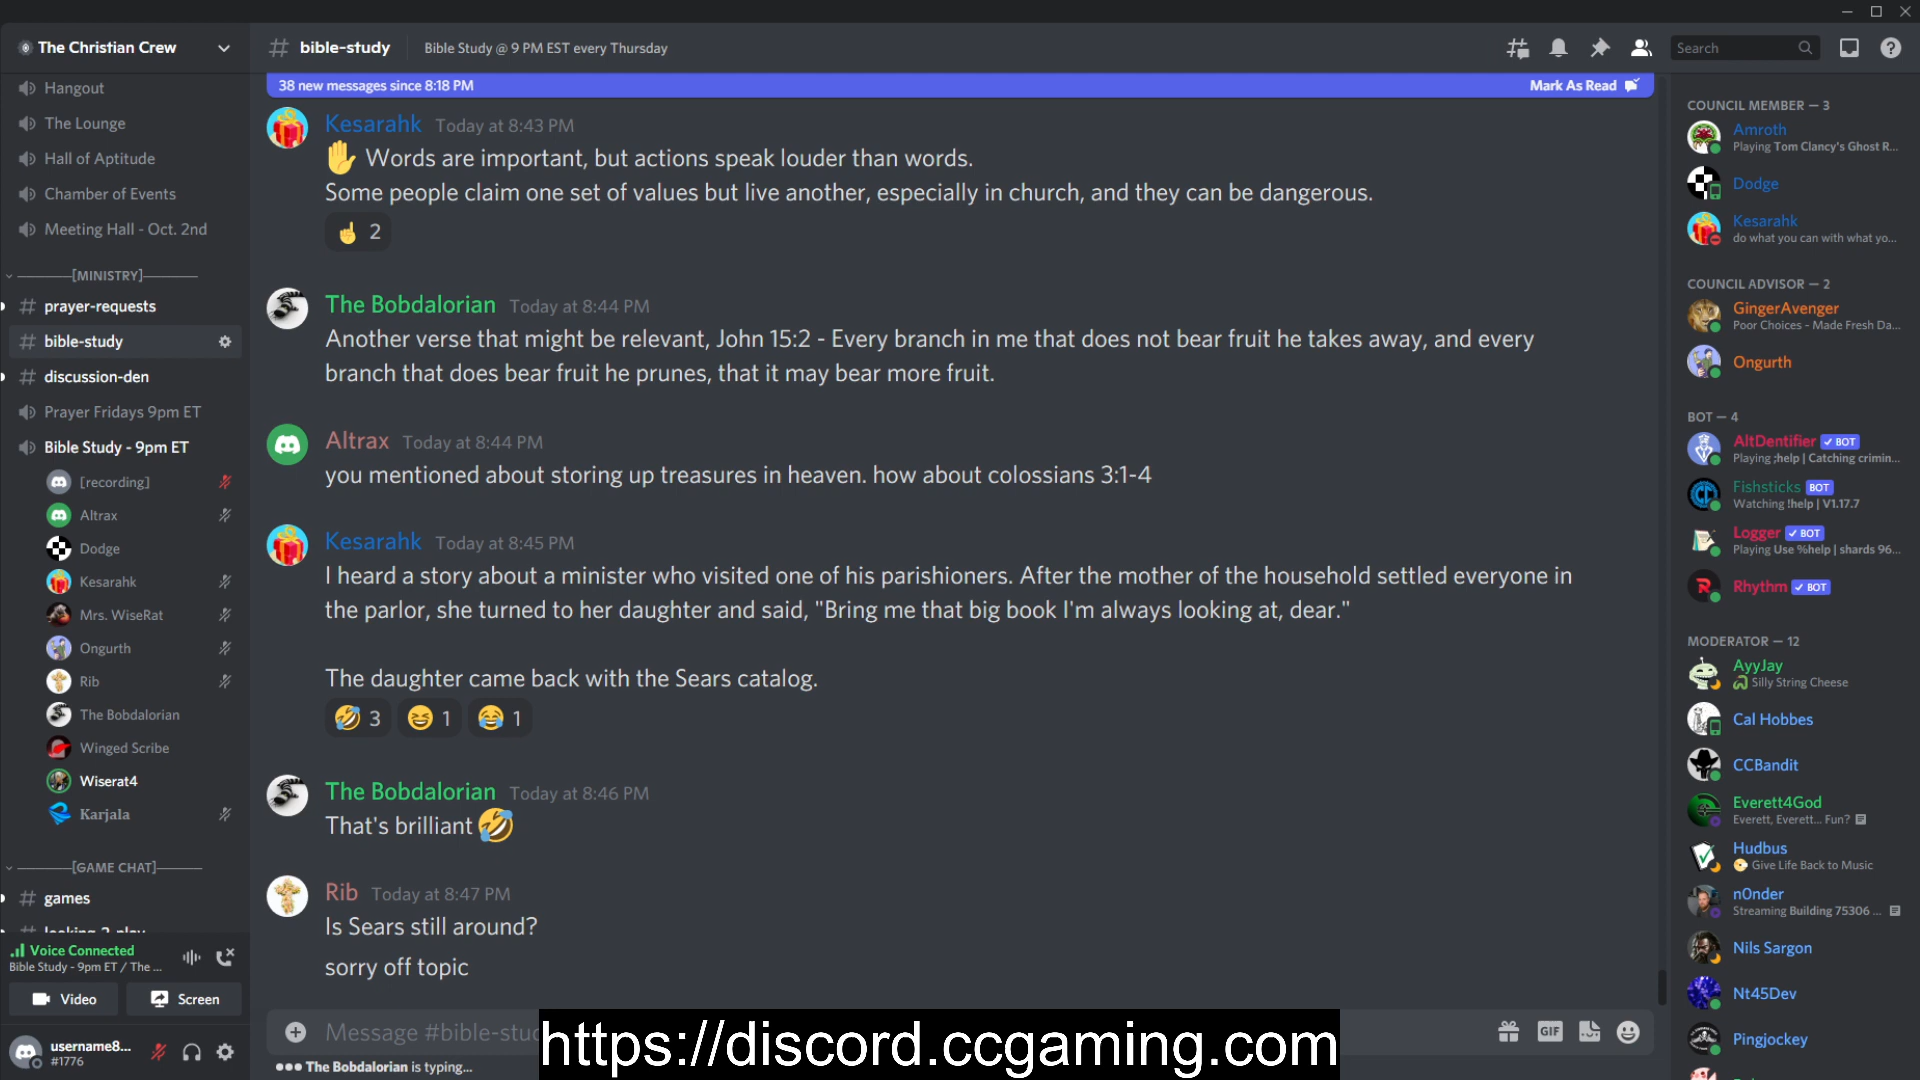 The Christian Crew
Hangout
The Lounge
Hall of Aptitude
Chamber of Events
Meeting Hall - Oct. 2nd
[MINISTRY]
prayer-requests
bible-study
discussion-den
Prayer Fridays 9pm ET
Bible Study - 9pm ET
[recording]
Altrax
Dodge
Kesarahk
Mrs. WiseRat
Ongurth
Rib
The Bobdalorian
Winged Scribe
Wiserat4
Karjala
[GAME CHAT]
games
looking-2-play
Voice Connected
Bible Study - 9pm ET / The ...
Video Screen
username8...
#1776
# bible-study Bible Study @ 9 PM EST every Thursday
Search
38 new messages since 8:18 PM Mark As Read
Kesarahk Today at 8:43 PM
✋ Words are important, but actions speak louder than words.
Some people claim one set of values but live another, especially in church, and they can be dangerous.
☝ 2
The Bobdalorian Today at 8:44 PM
Another verse that might be relevant, John 15:2 - Every branch in me that does not bear fruit he takes away, and every
branch that does bear fruit he prunes, that it may bear more fruit.
Altrax Today at 8:44 PM
you mentioned about storing up treasures in heaven. how about colossians 3:1-4
Kesarahk Today at 8:45 PM
I heard a story about a minister who visited one of his parishioners. After the mother of the household settled everyone in
the parlor, she turned to her daughter and said, "Bring me that big book I'm always looking at, dear."
The daughter came back with the Sears catalog.
🤣 3 😆 1 😂 1
The Bobdalorian Today at 8:46 PM
That's brilliant 🤣
Rib Today at 8:47 PM
Is Sears still around?
sorry off topic
Message #bible-stu
GIF
https://discord.ccgaming.com
The Bobdalorian is typing...
COUNCIL MEMBER — 3
Amroth
Playing Tom Clancy's Ghost R...
Dodge
Kesarahk
do what you can with what yo...
COUNCIL ADVISOR — 2
GingerAvenger
Poor Choices - Made Fresh Da...
Ongurth
BOT — 4
AltDentifier ✓ BOT
Playing ;help | Catching crimin...
Fishsticks BOT
Watching !help | V1.17.7
Logger ✓ BOT
Playing Use %help | shards 96...
Rhythm ✓ BOT
MODERATOR — 12
AyyJay
Silly String Cheese
Cal Hobbes
CCBandit
Everett4God
Everett, Everett... Fun?
Hudbus
Give Life Back to Music
n0nder
Streaming Building 75306 ...
Nils Sargon
Nt45Dev
Pingjockey